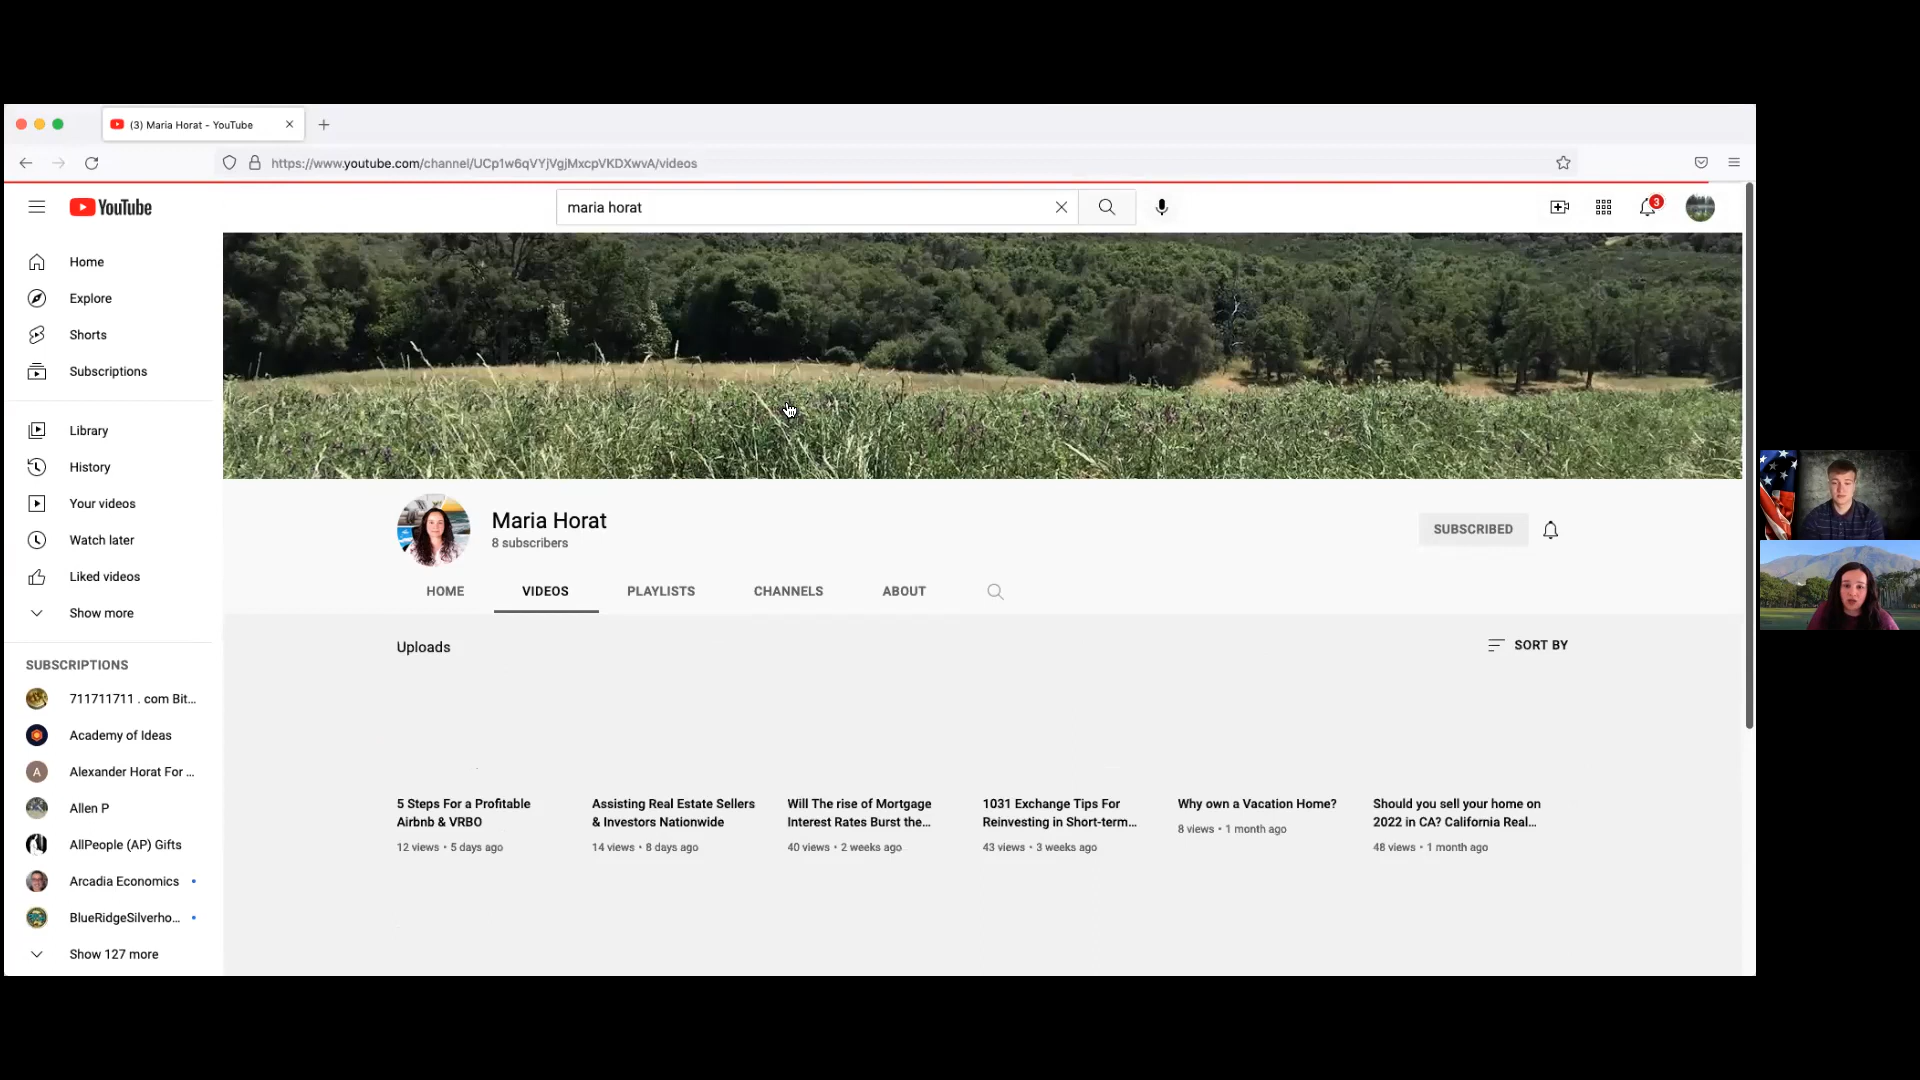 (3) Maria Horat - YouTube
https://www.youtube.com/channel/UCp1w6qVYjVgjMxcpVKDXwvA/videos
YouTube
maria horat
3
Home
Explore
Shorts
Subscriptions
Library
History
Your videos
Watch later
Liked videos
Show more
SUBSCRIPTIONS
711711711 . com Bit...
Academy of Ideas
A
Alexander Horat For ...
Allen P
AllPeople (AP) Gifts
Arcadia Economics
BlueRidgeSilverho...
Show 127 more
Maria Horat
8 subscribers
SUBSCRIBED
HOME
VIDEOS
PLAYLISTS
CHANNELS
ABOUT
Uploads
SORT BY
5 Steps For a Profitable
Airbnb & VRBO
12 views • 5 days ago
Assisting Real Estate Sellers
& Investors Nationwide
14 views • 8 days ago
Will The rise of Mortgage
Interest Rates Burst the...
40 views • 2 weeks ago
1031 Exchange Tips For
Reinvesting in Short-term...
43 views • 3 weeks ago
Why own a Vacation Home?
8 views • 1 month ago
Should you sell your home on
2022 in CA? California Real...
48 views • 1 month ago